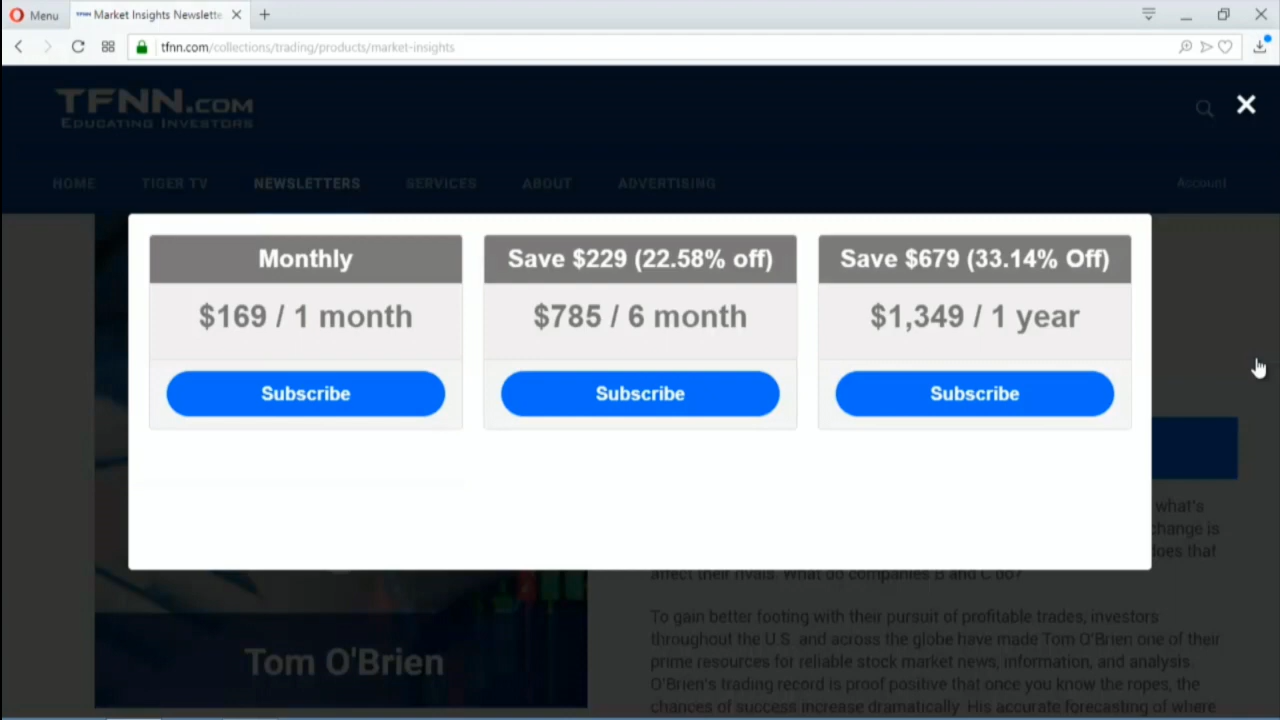 Menu
Market Insights Newslette
tfnn.com/collections/trading/products/market-insights
TFNN.COM
EDUCATING INVESTORS
HOME TIGER TV NEWSLETTERS SERVICES ABOUT ADVERTISING Account
Monthly
$169 / 1 month
Subscribe
Save $229 (22.58% off)
$785 / 6 month
Subscribe
Save $679 (33.14% Off)
$1,349 / 1 year
Subscribe
what's
change is
does that
affect their rivals. What do companies B and C do?
Tom O'Brien
To gain better footing with their pursuit of profitable trades, investors
throughout the U.S. and across the globe have made Tom O'Brien one of their
prime resources for reliable stock market news, information, and analysis.
O'Brien's trading record is proof positive that once you know the ropes, the
chances of success increase dramatically. His accurate forecasting of where